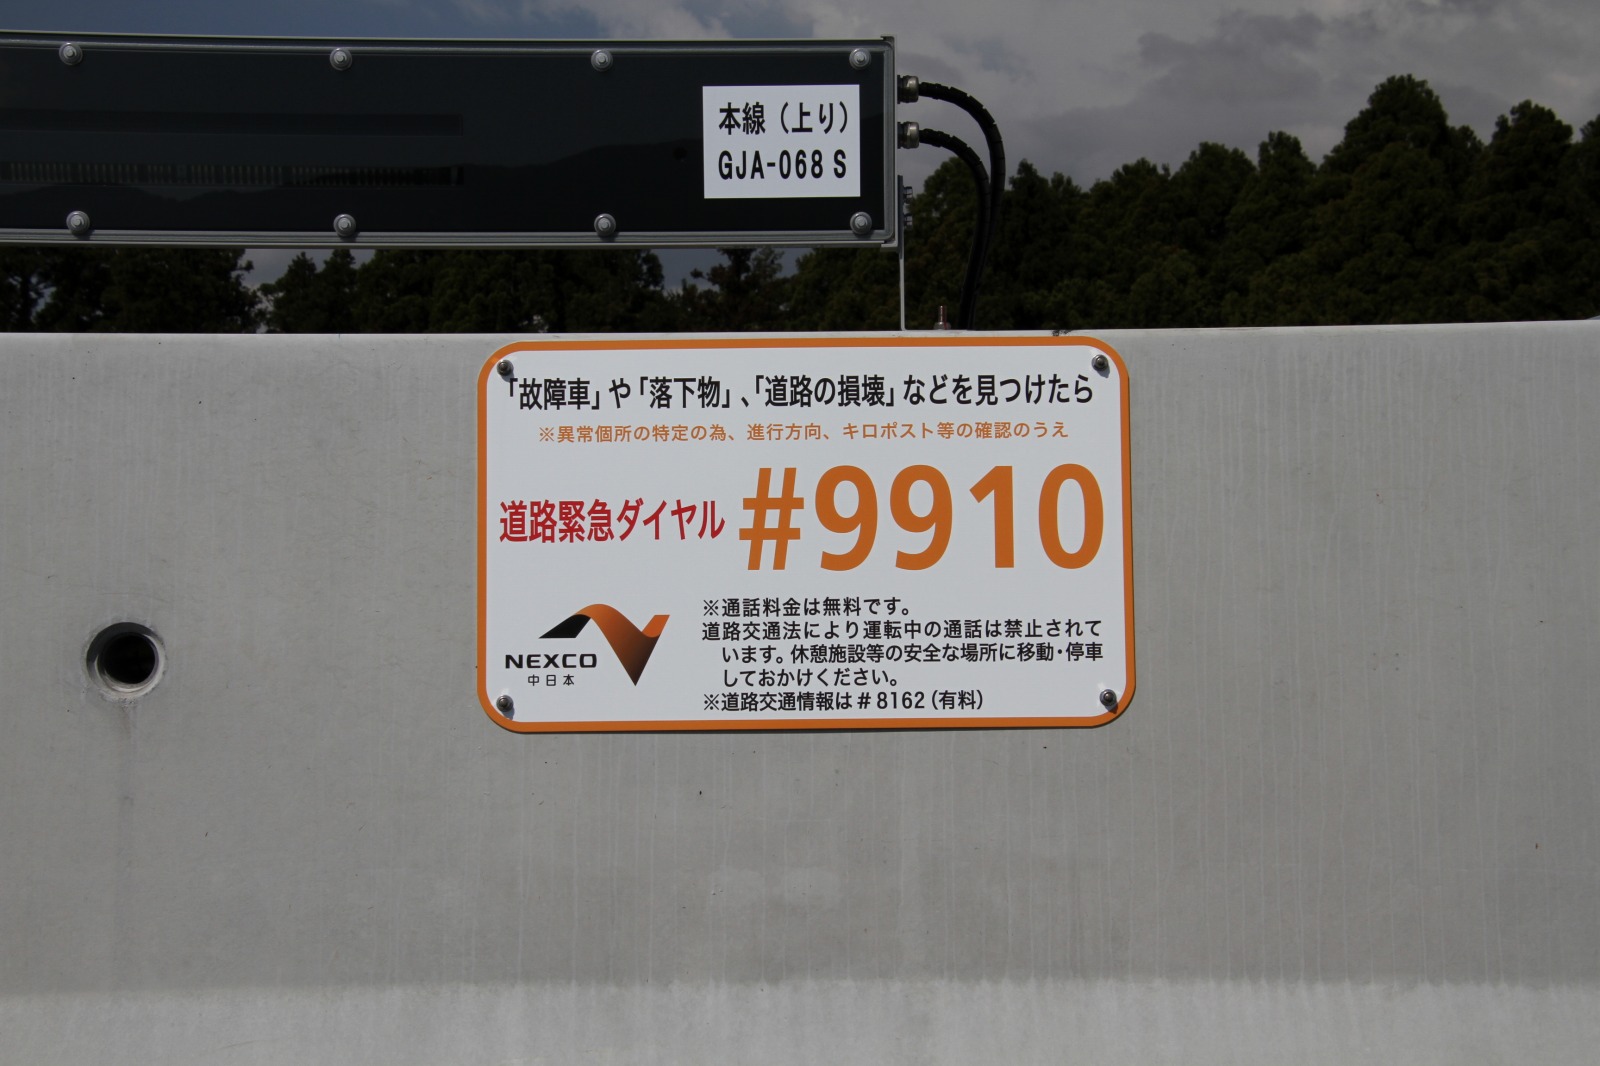 本線（上り）
GJA-068 S
「故障車」や「落下物」、「道路の損壊」などを見つけたら
※異常個所の特定の為、進行方向、キロポスト等の確認のうえ
道路緊急ダイヤル #9910
※通話料金は無料です。
道路交通法により運転中の通話は禁止されて
います。休憩施設等の安全な場所に移動・停車
しておかけください。
※道路交通情報は#8162（有料）
NEXCO
中日本